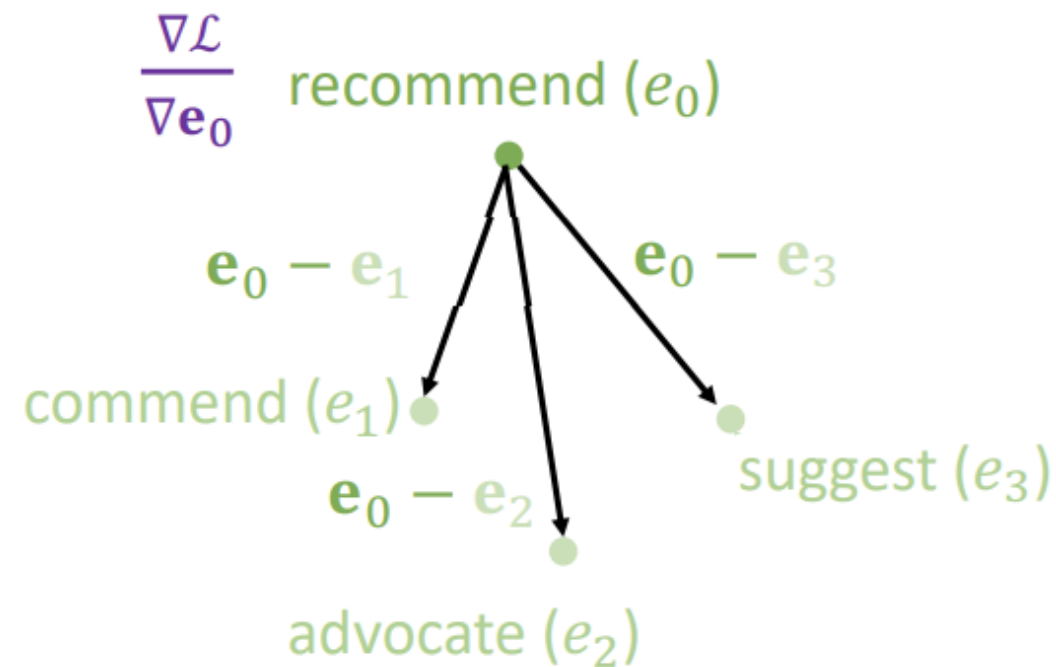 ∇ℒ
∇𝐞₀
recommend (e₀)
𝐞₀ − 𝐞₁
𝐞₀ − 𝐞₃
commend (e₁)
suggest (e₃)
𝐞₀ − 𝐞₂
advocate (e₂)